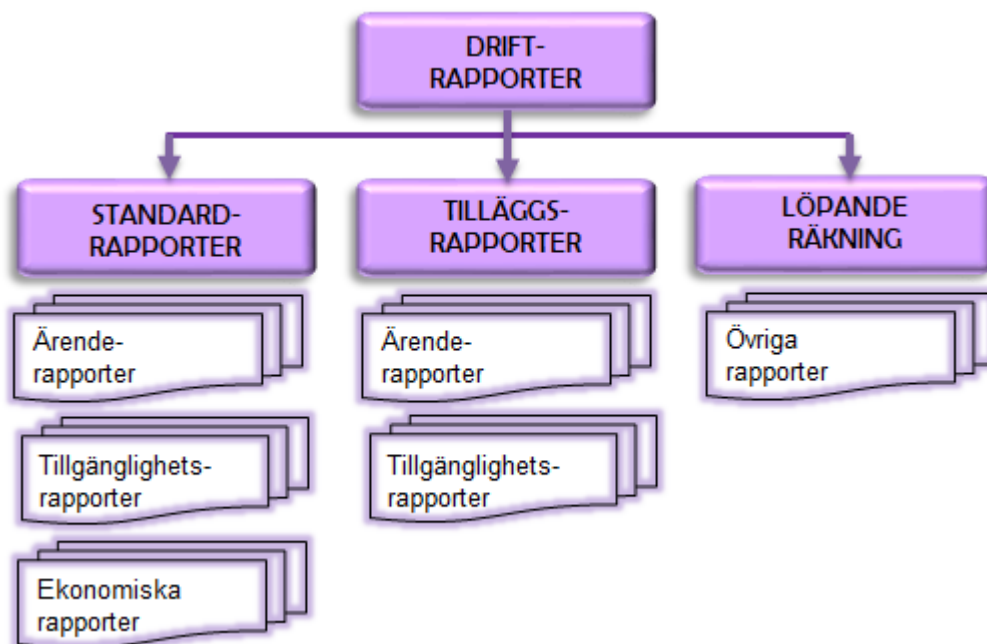 DRIFT-
RAPPORTER
STANDARD-
RAPPORTER
TILLÄGGS-
RAPPORTER
LÖPANDE
RÄKNING
Ärende-
rapporter
Tillgänglighets-
rapporter
Ekonomiska
rapporter
Ärende-
rapporter
Tillgänglighets-
rapporter
Övriga
rapporter